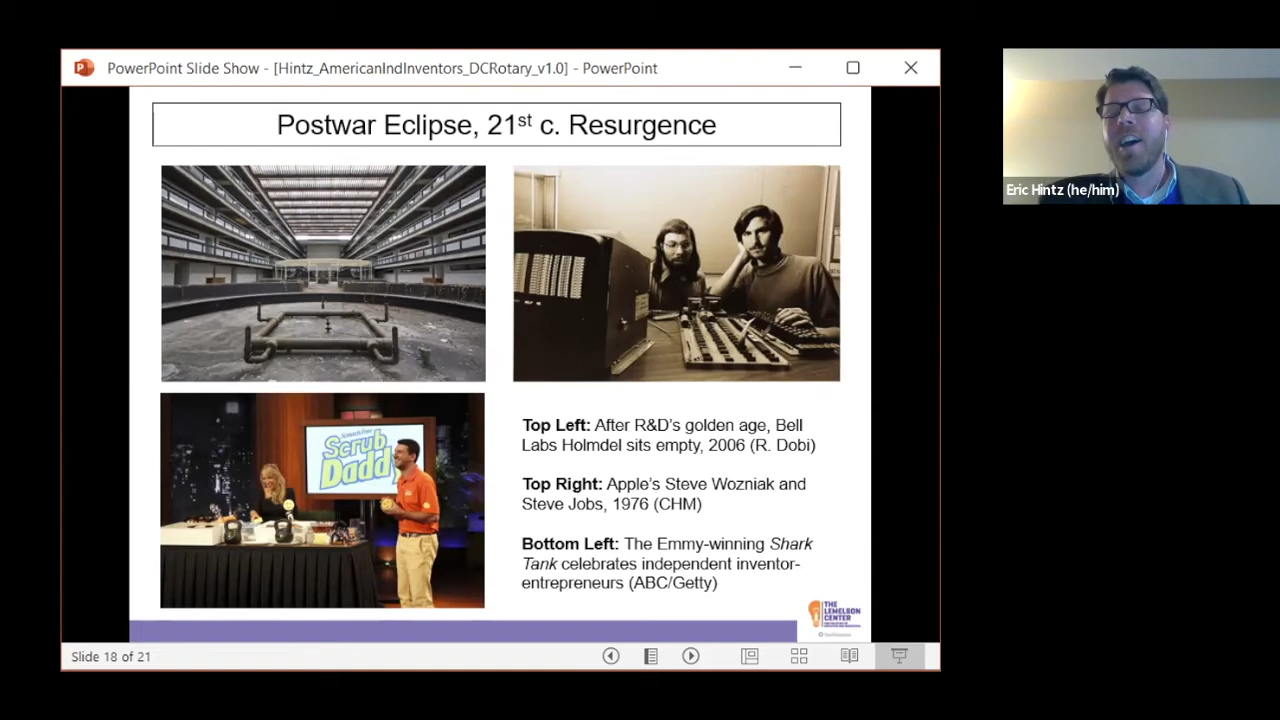 PowerPoint Slide Show - [Hintz_AmericanIndInventors_DCRotary_v1.0] - PowerPoint
Postwar Eclipse, 21st c. Resurgence
Eric Hintz (he/him)
Scrub
Daddy
Top Left: After R&D's golden age, Bell
Labs Holmdel sits empty, 2006 (R. Dobi)
Top Right: Apple's Steve Wozniak and
Steve Jobs, 1976 (CHM)
Bottom Left: The Emmy-winning Shark
Tank celebrates independent inventor-
entrepreneurs (ABC/Getty)
THE
LEMELSON
CENTER
Slide 18 of 21